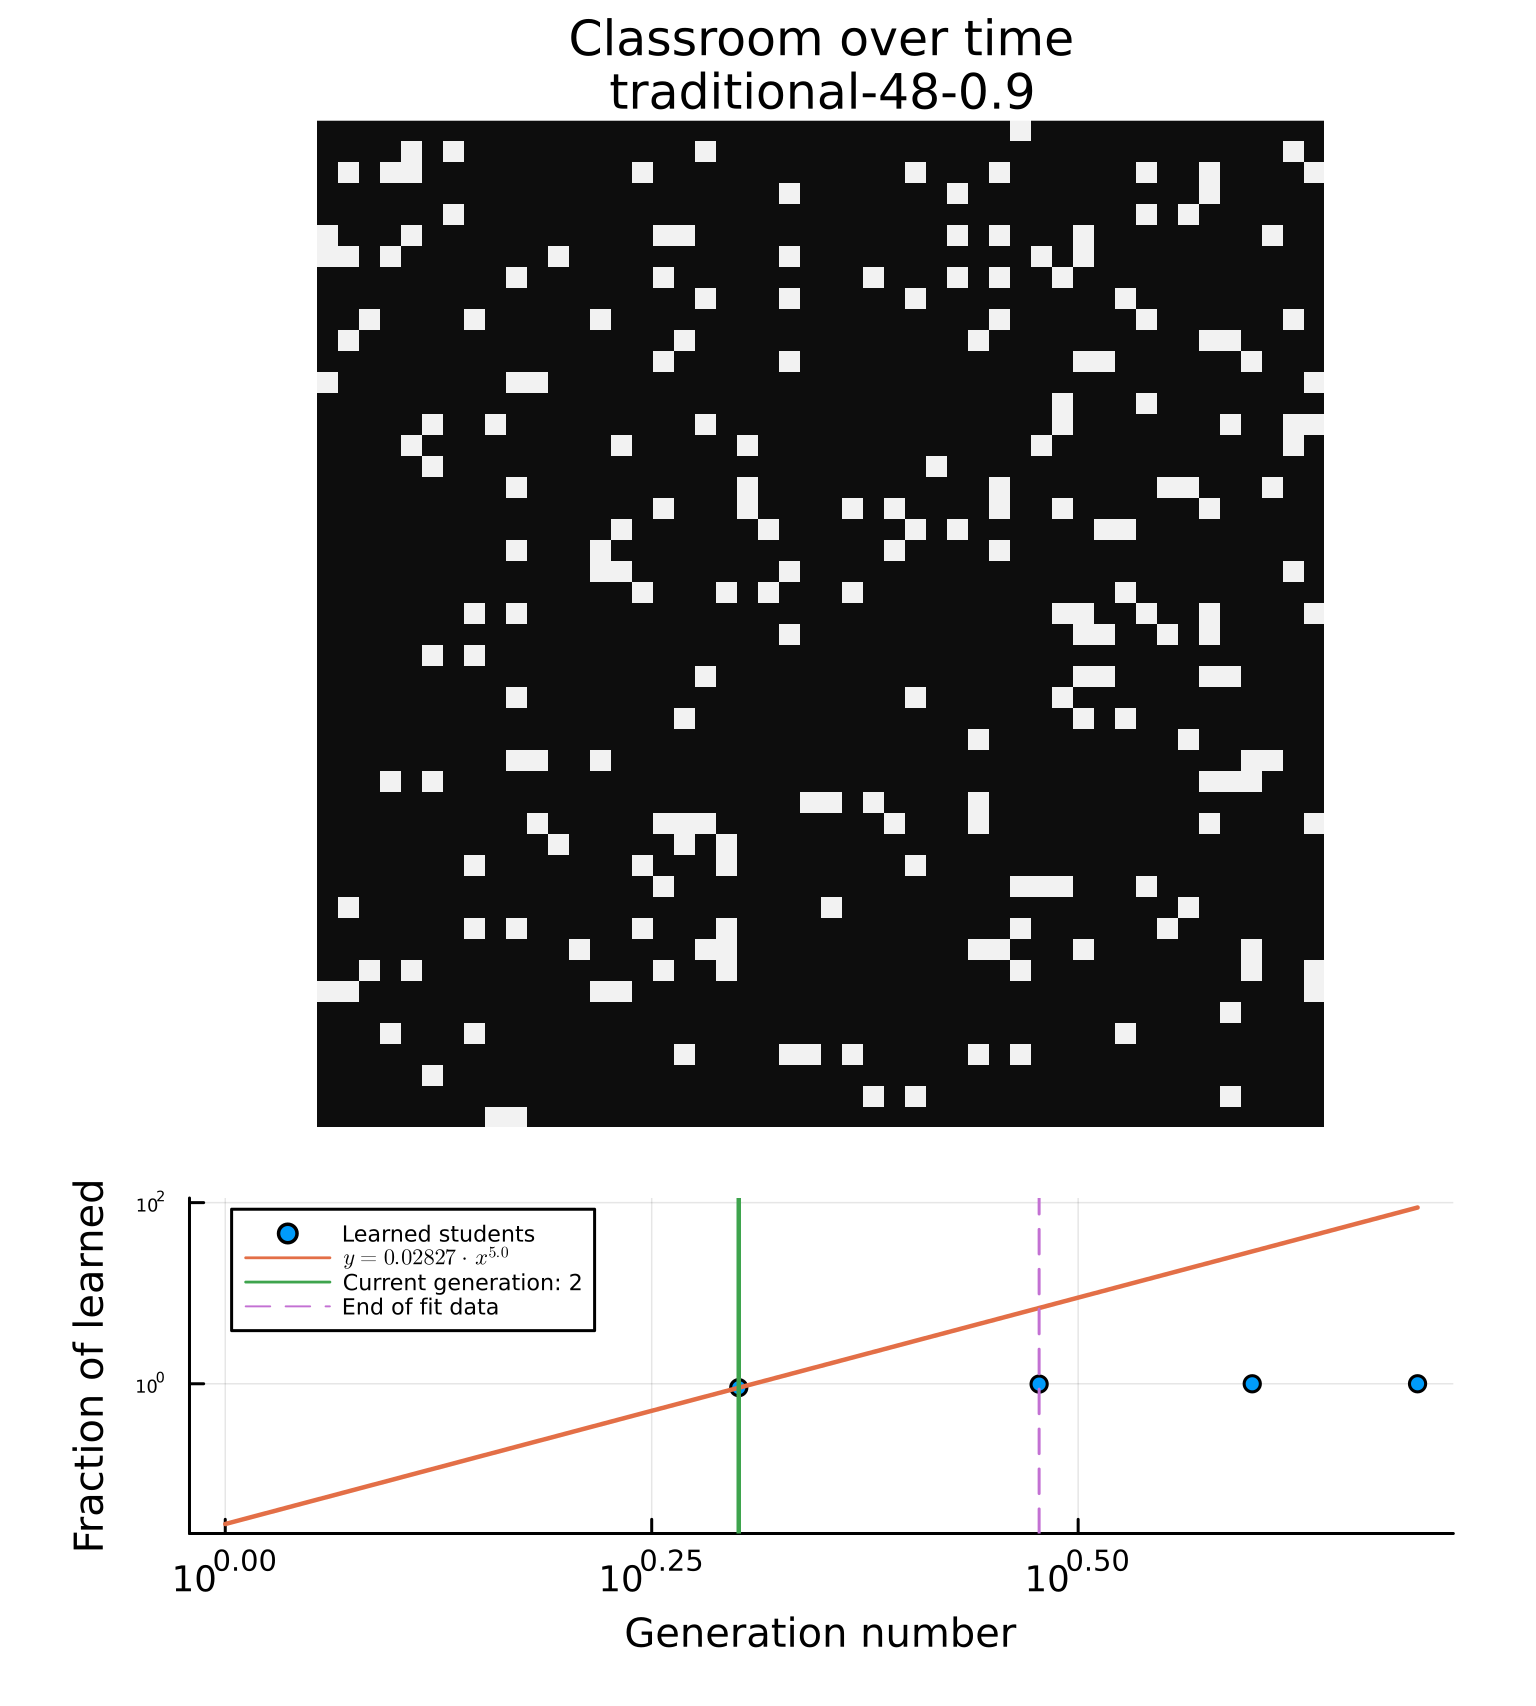 Classroom over time
traditional-48-0.9
Fraction of learned
10²
10⁰
Learned students
y = 0.02827 · x^5.0
Current generation: 2
End of fit data
10^0.00
10^0.25
10^0.50
Generation number